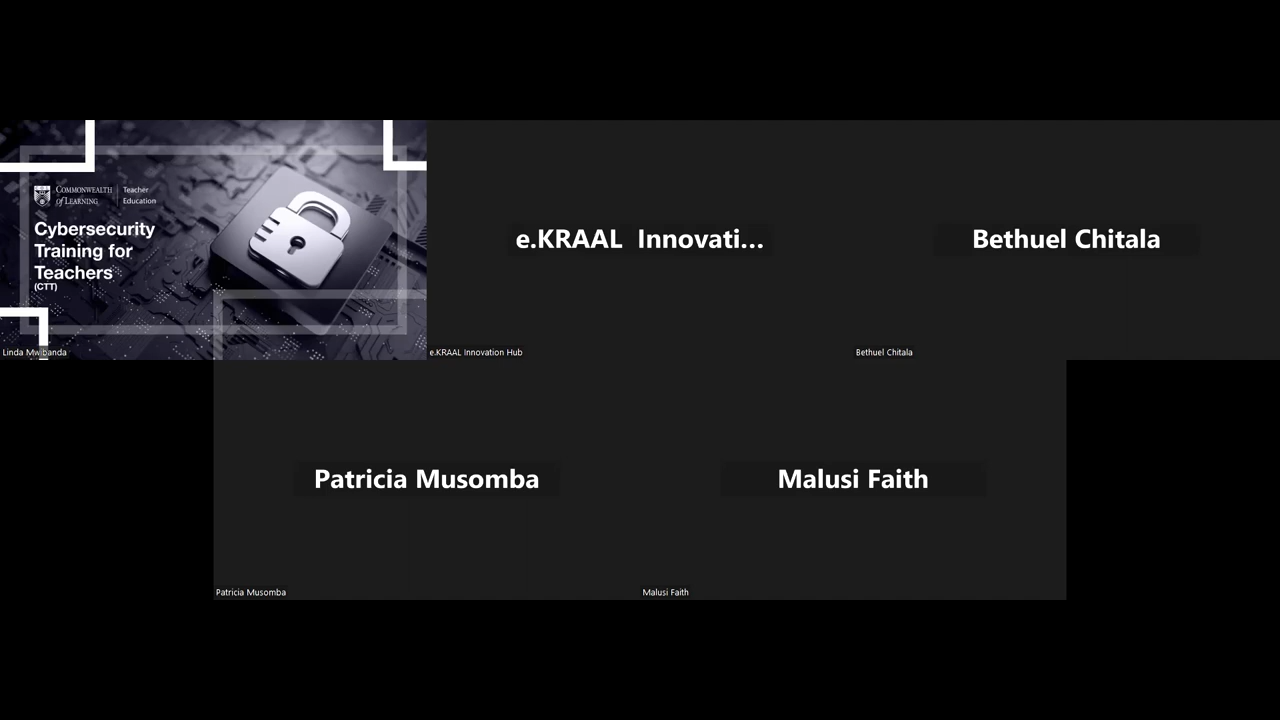 COMMONWEALTH
of LEARNING
Teacher
Education
Cybersecurity
Training for
Teachers
(CTT)
Linda Mwibanda
e.KRAAL Innovati...
e.KRAAL Innovation Hub
Bethuel Chitala
Bethuel Chitala
Patricia Musomba
Patricia Musomba
Malusi Faith
Malusi Faith